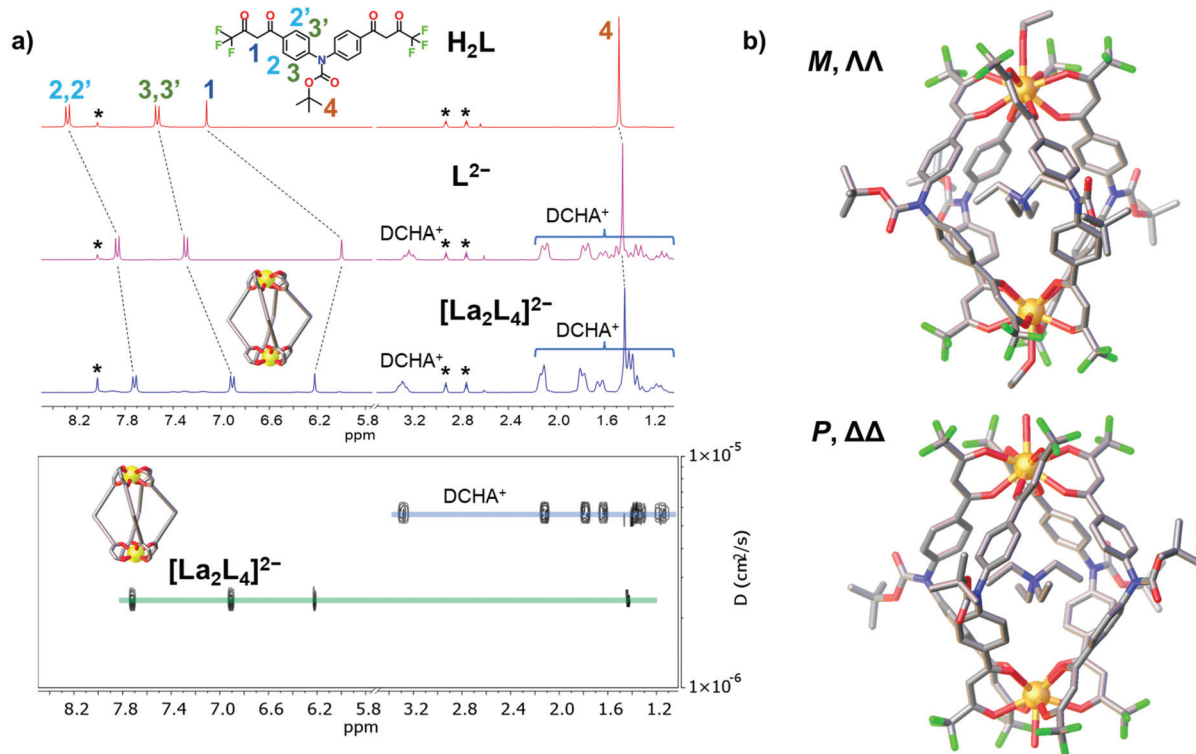 a)
O O O O
F F F F F F
N
O O
2’ 3’
1 2 3
4
H₂L
2,2’ * 3,3’ 1 * * 4
L²⁻
DCHA⁺ DCHA⁺
* * *
[La₂L₄]²⁻
DCHA⁺ DCHA⁺
* * *
8.2 7.8 7.4 7.0 6.6 6.2 5.8 2.8 2.4 2.0 1.6 1.2
ppm ppm
DCHA⁺
[La₂L₄]²⁻
1×10⁻⁵
D (cm²/s)
1×10⁻⁶
8.2 7.8 7.4 7.0 6.6 6.2 3.6 3.2 2.8 2.4 2.0 1.6 1.2
ppm ppm
b)
M, ΛΛ
P, ΔΔ